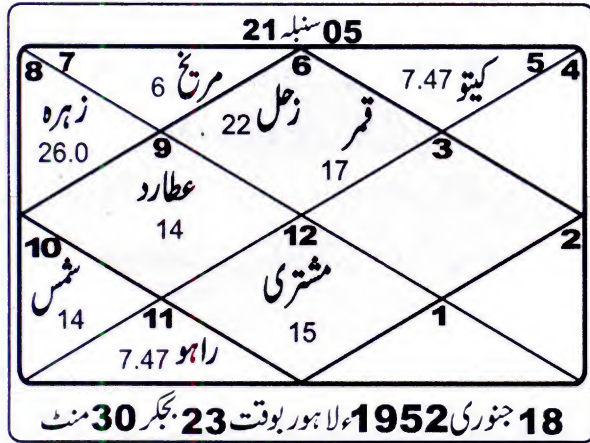 21 سنبلہ 05
8 7 مریخ 6 6 کیتو 7.47 5 4
زہرہ 26.0 زحل 22 قمر 17
9 3
عطارد 14
12
10 2
شمس 14 مشتری 15
11 1
راہو 7.47
18 جنوری 1952ء لاہور بوقت 23 بجکر 30 منٹ